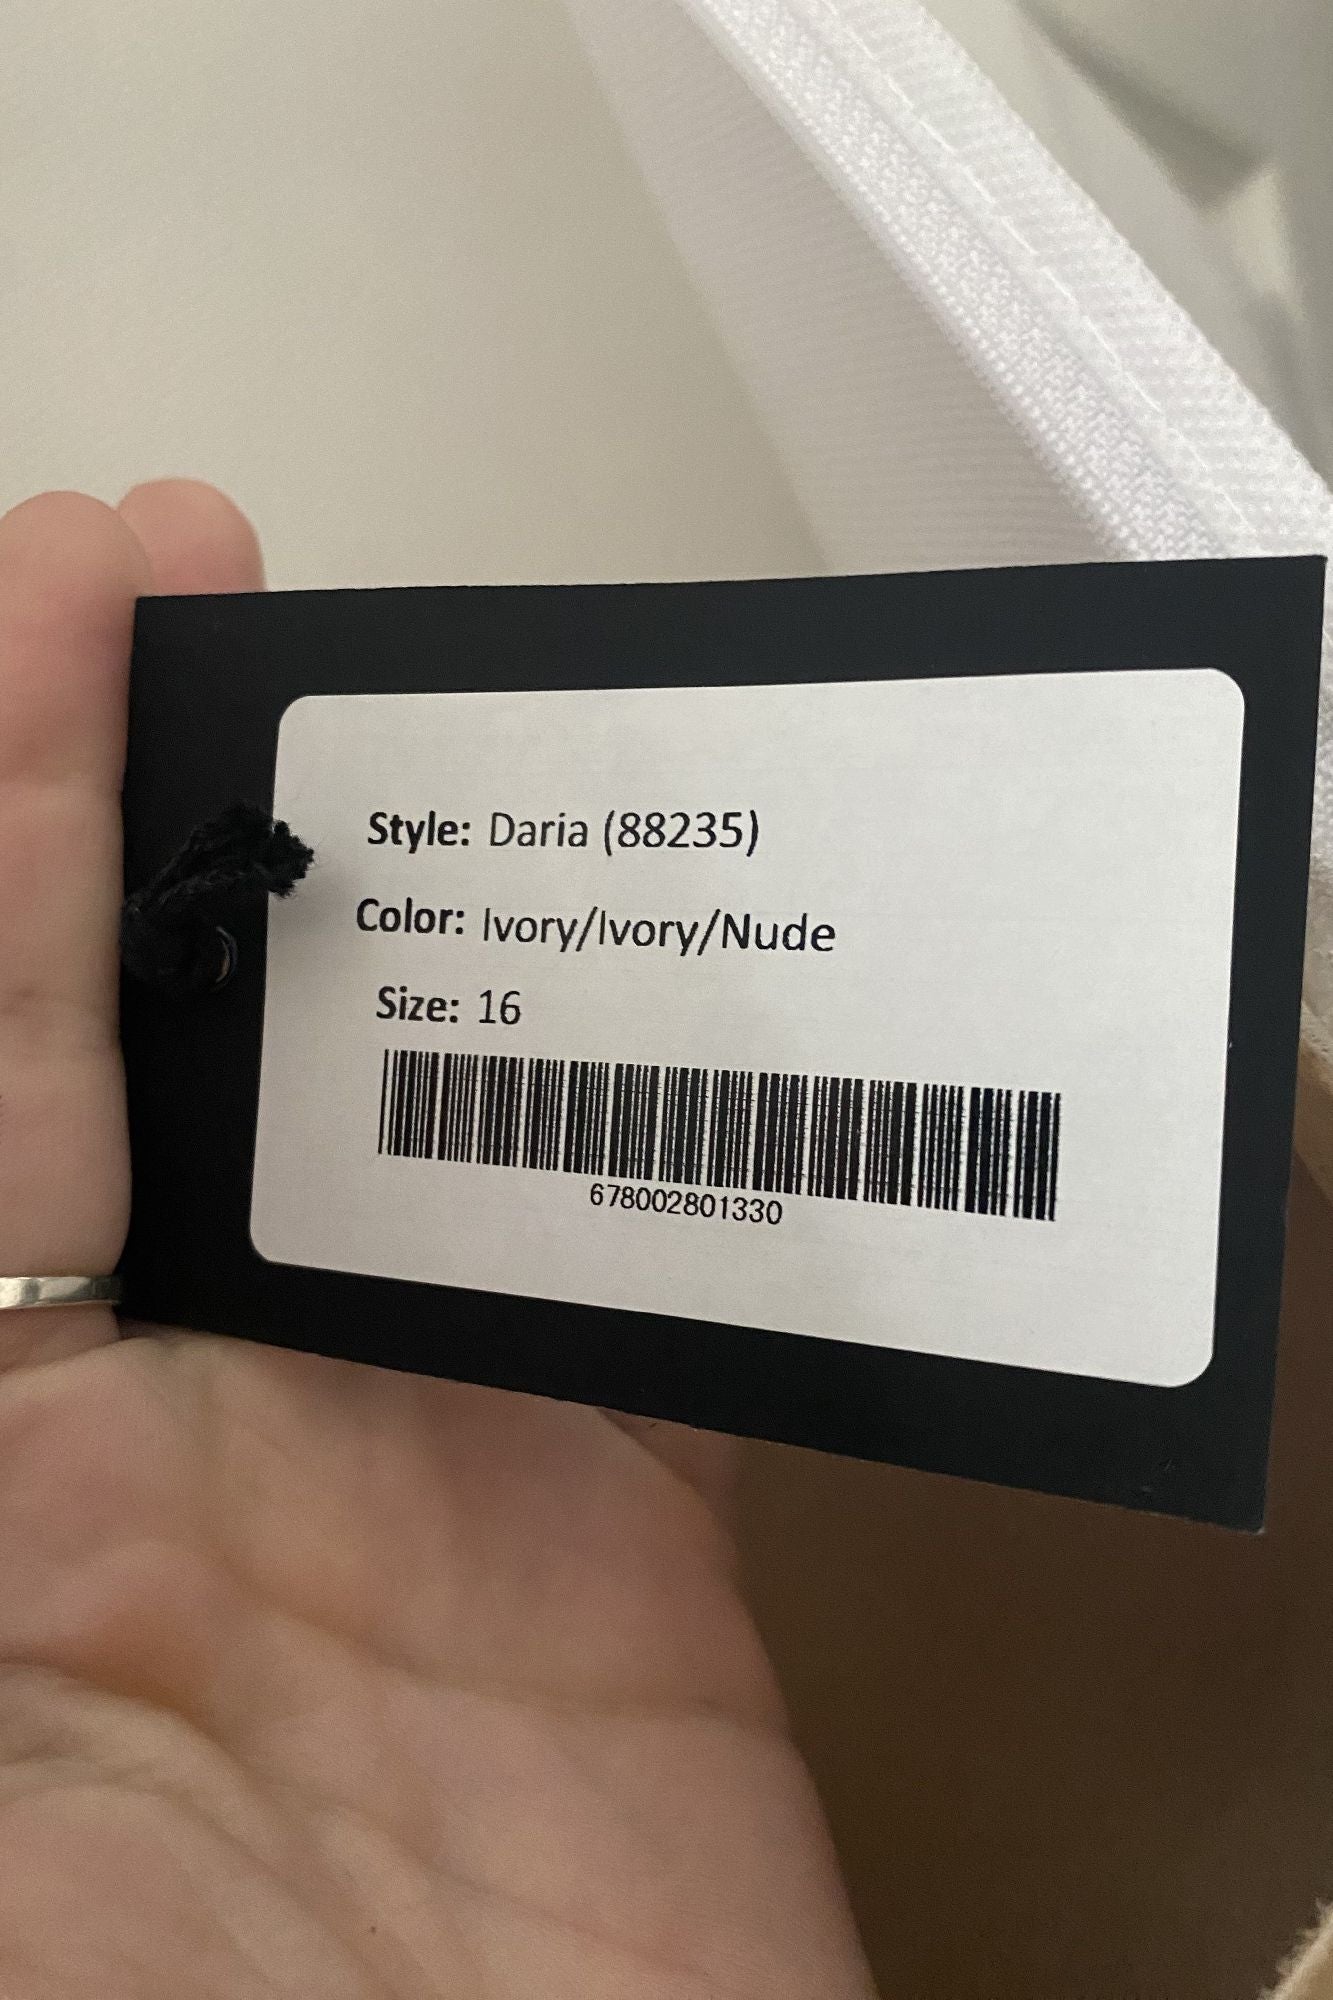 Style: Daria (88235)
Color: Ivory/Ivory/Nude
Size: 16
678002801330